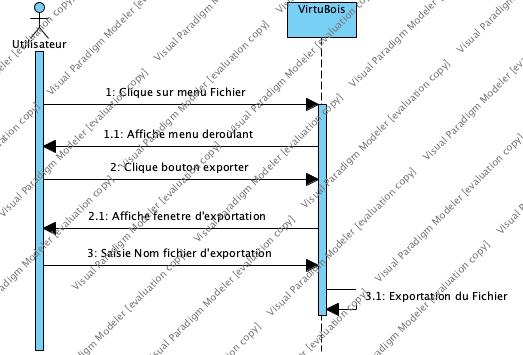 VirtuBois
Utilisateur
1: Clique sur menu Fichier
1.1: Affiche menu deroulant
2: Clique bouton exporter
2.1: Affiche fenetre d'exportation
3: Saisie Nom fichier d'exportation
3.1: Exportation du Fichier
Visual Paradigm Modeler [evaluation copy]